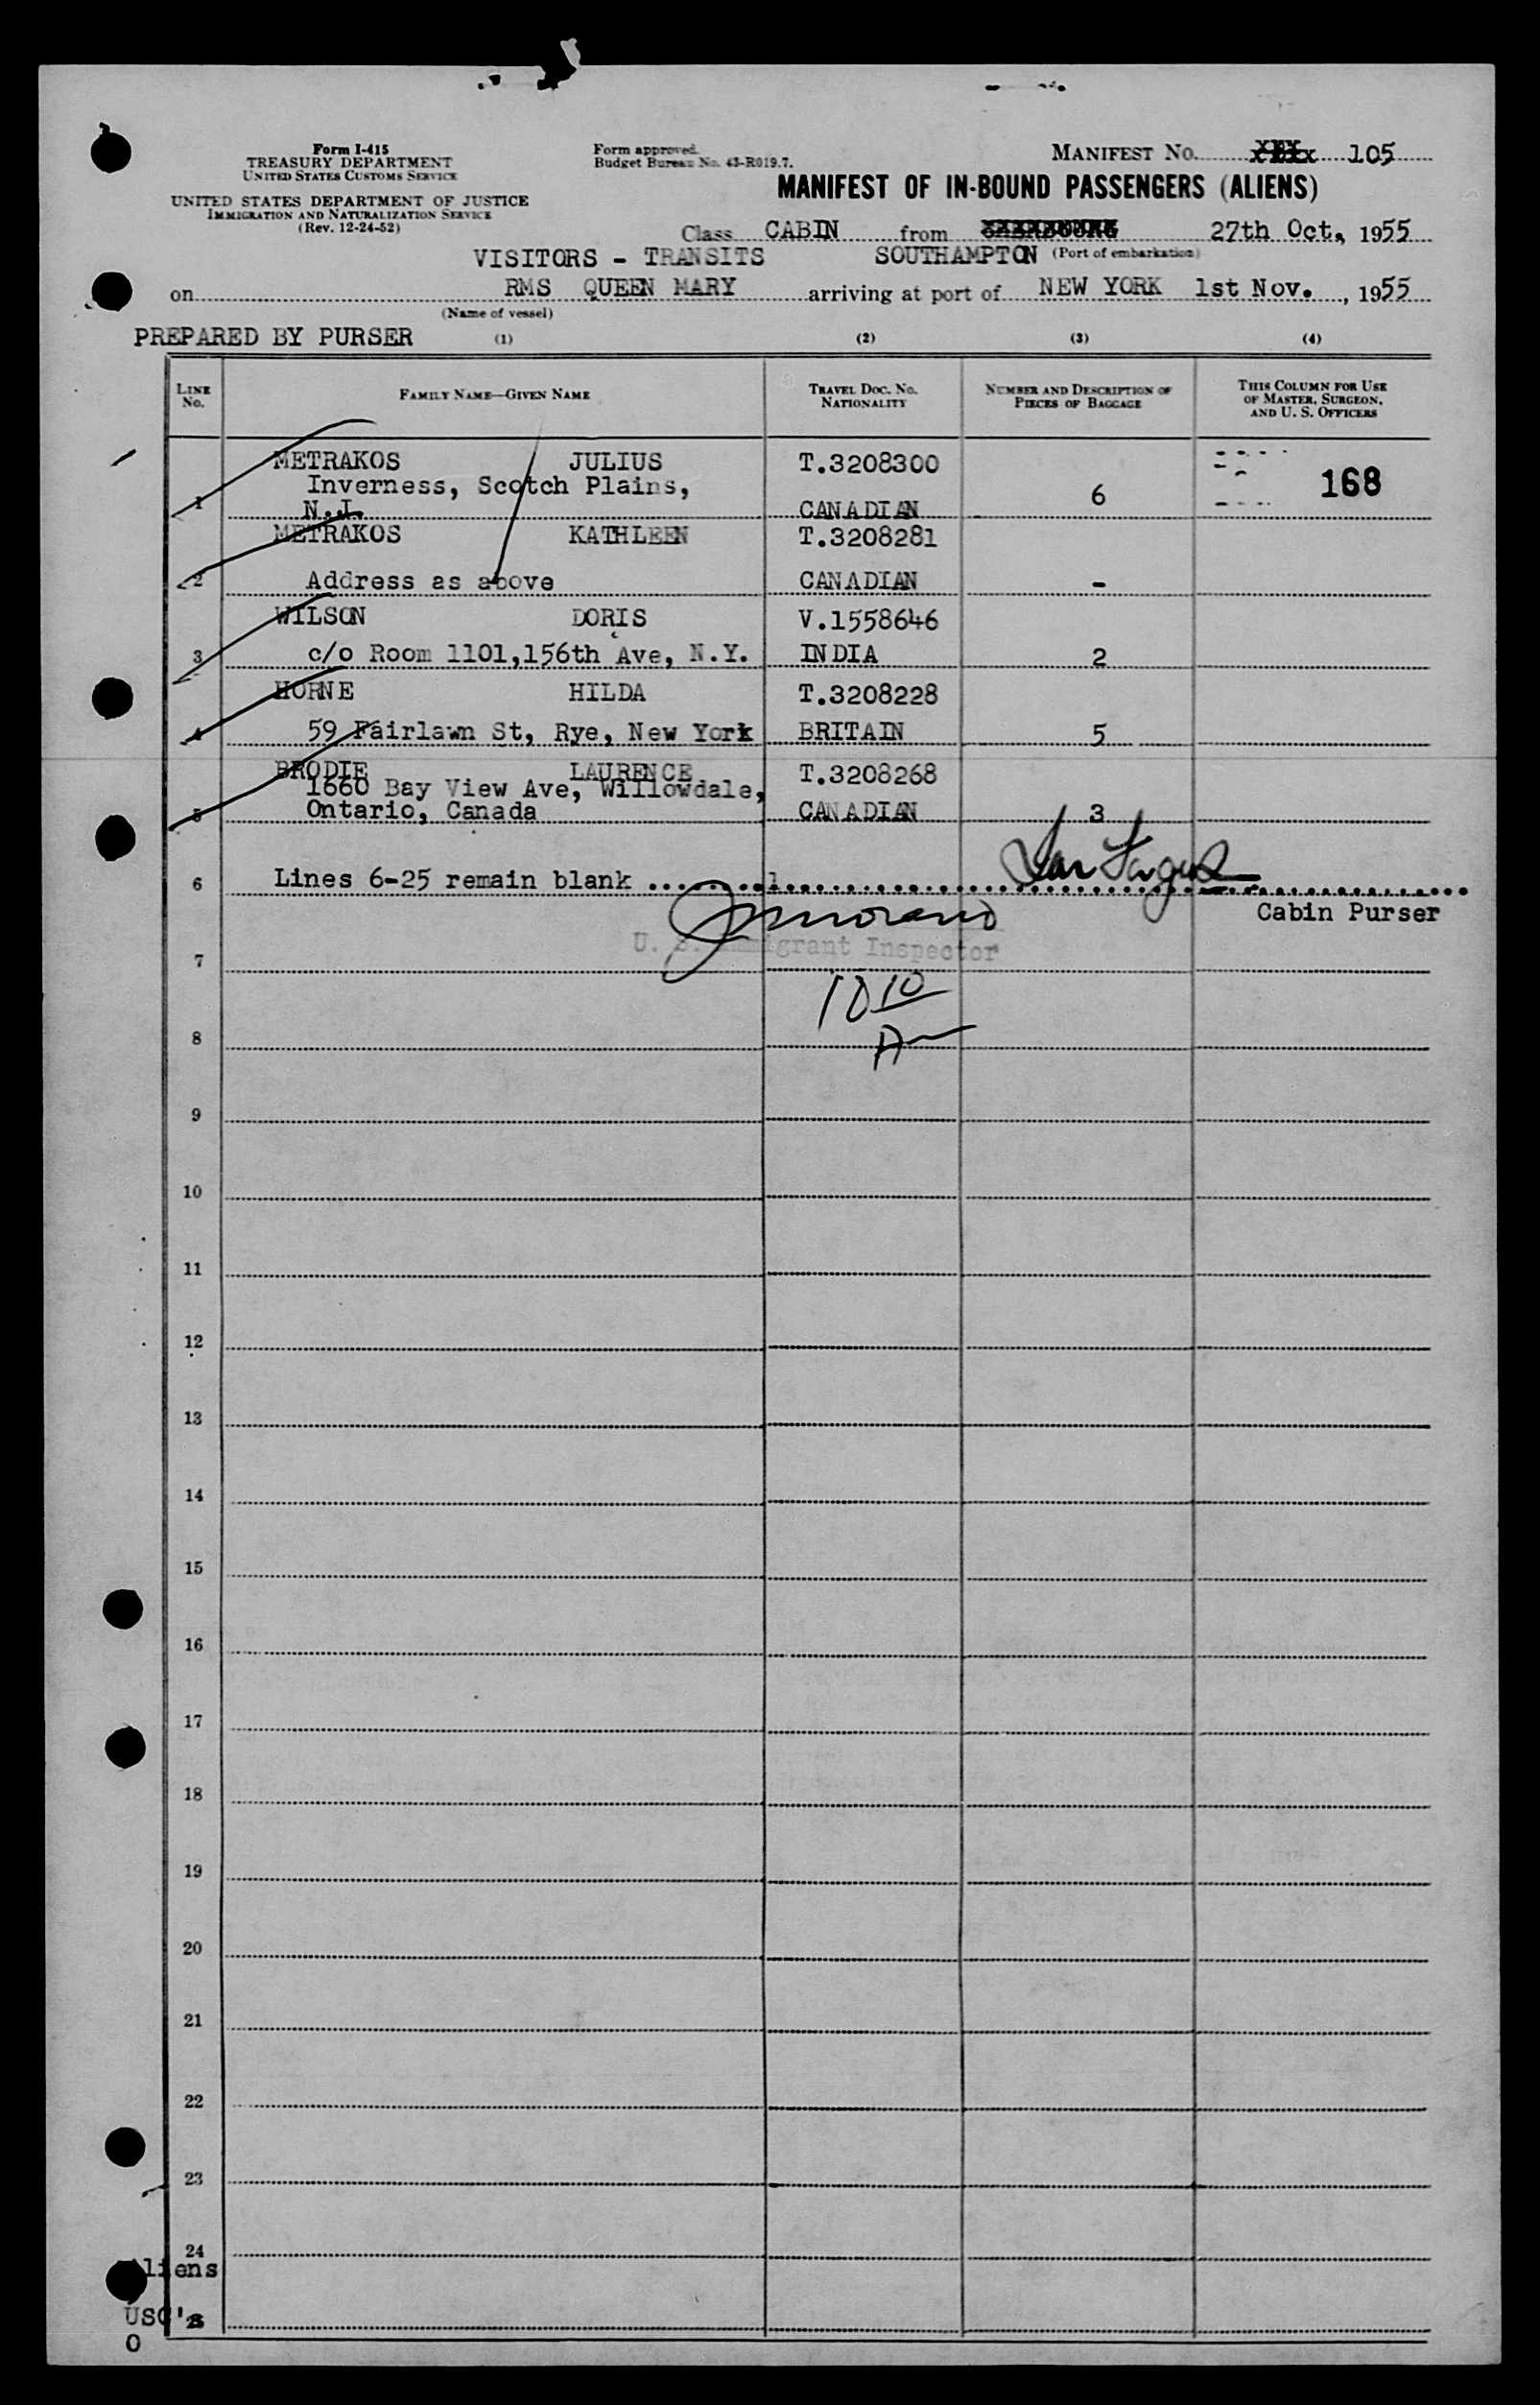 Form I-415
TREASURY DEPARTMENT
UNITED STATES CUSTOMS SERVICE
UNITED STATES DEPARTMENT OF JUSTICE
IMMIGRATION AND NATURALIZATION SERVICE
(Rev. 12-24-52)
Form approved.
Budget Bureau No. 43-R019.7.
MANIFEST No. 105
MANIFEST OF IN-BOUND PASSENGERS (ALIENS)
Class CABIN from 27th Oct., 1955
VISITORS - TRANSITS SOUTHAMPTON (Port of embarkation)
on RMS QUEEN MARY arriving at port of NEW YORK 1st Nov., 1955
(Name of vessel)
PREPARED BY PURSER (1) (2) (3) (4)
LINE No. FAMILY NAME—GIVEN NAME TRAVEL DOC. NO. NATIONALITY NUMBER AND DESCRIPTION OF PIECES OF BAGGAGE THIS COLUMN FOR USE OF MASTER, SURGEON, AND U. S. OFFICERS
METRAKOS JULIUS T.3208300
Inverness, Scotch Plains,
1 N.J. CANADIAN 6 168
METRAKOS KATHLEEN T.3208281
2 Address as above CANADIAN -
WILSON DORIS V.1558646
3 c/o Room 1101,156th Ave, N.Y. INDIA 2
HORNE HILDA T.3208228
4 59 Fairlawn St, Rye, New York BRITAIN 5
BRODIE LAURENCE T.3208268
1660 Bay View Ave, Willowdale,
5 Ontario, Canada CANADIAN 3
6 Lines 6-25 remain blank
Cabin Purser
U. S. Immigrant Inspector
7
10 10
8
9
10
11
12
13
14
15
16
17
18
19
20
21
22
23
24
Aliens
USC's 25
0